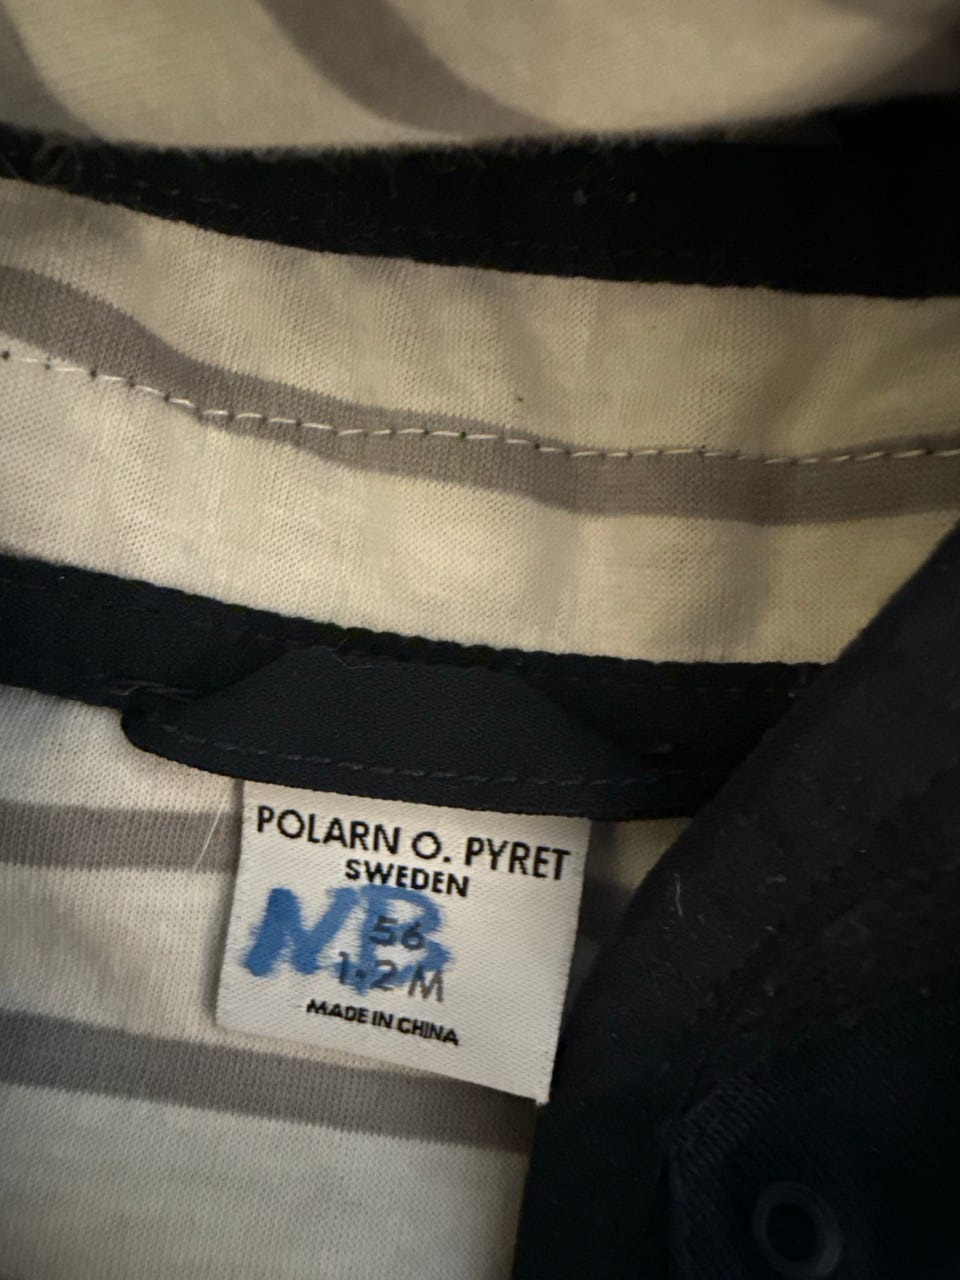 POLARN O. PYRET
SWEDEN
NB
56
1-2 M
MADE IN CHINA